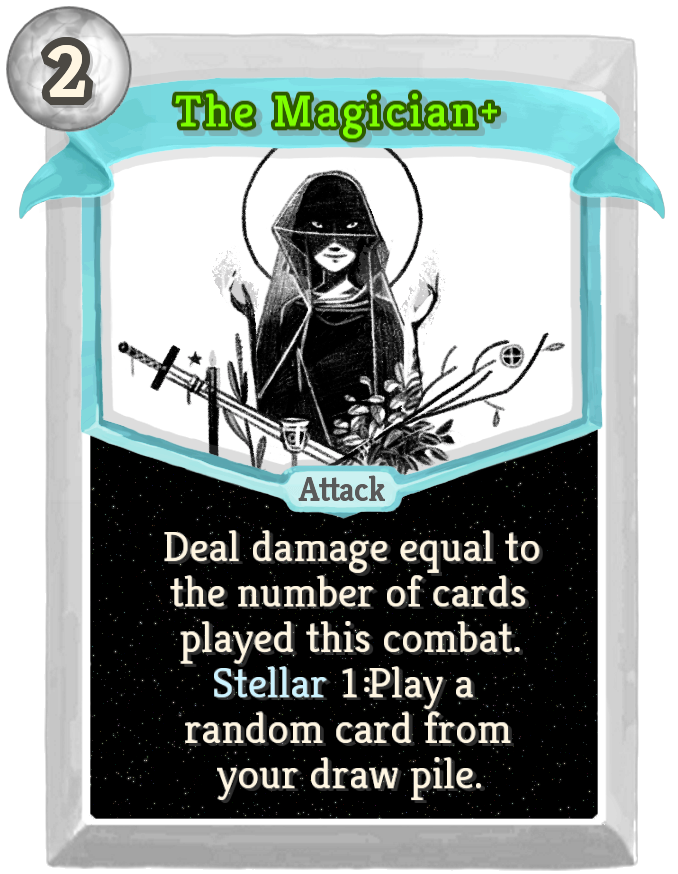 2
The Magician+
Attack
Deal damage equal to
the number of cards
played this combat.
Stellar 1:Play a
random card from
your draw pile.